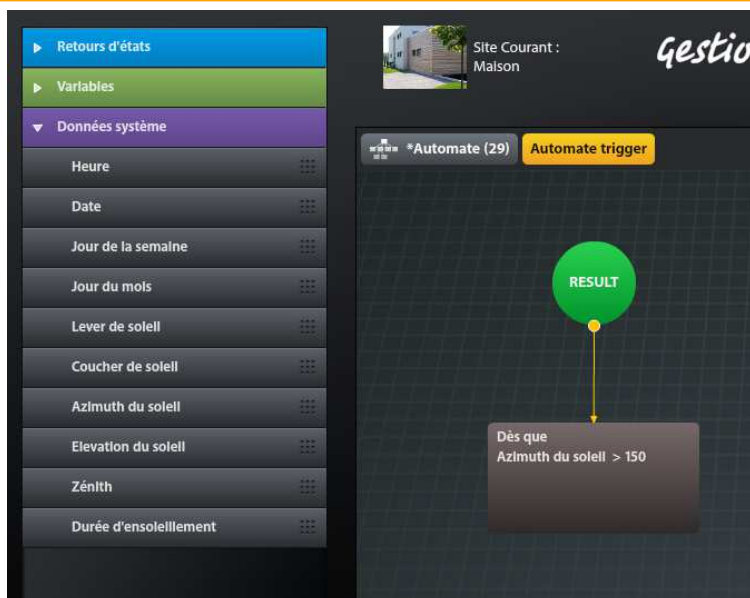 Retours d'états
Variables
Données système
Heure
Date
Jour de la semaine
Jour du mois
Lever de soleil
Coucher de soleil
Azimuth du soleil
Elevation du soleil
Zénith
Durée d'ensoleillement
Site Courant :
Maison
Gestio
*Automate (29)
Automate trigger
RESULT
Dès que
Azimuth du soleil > 150